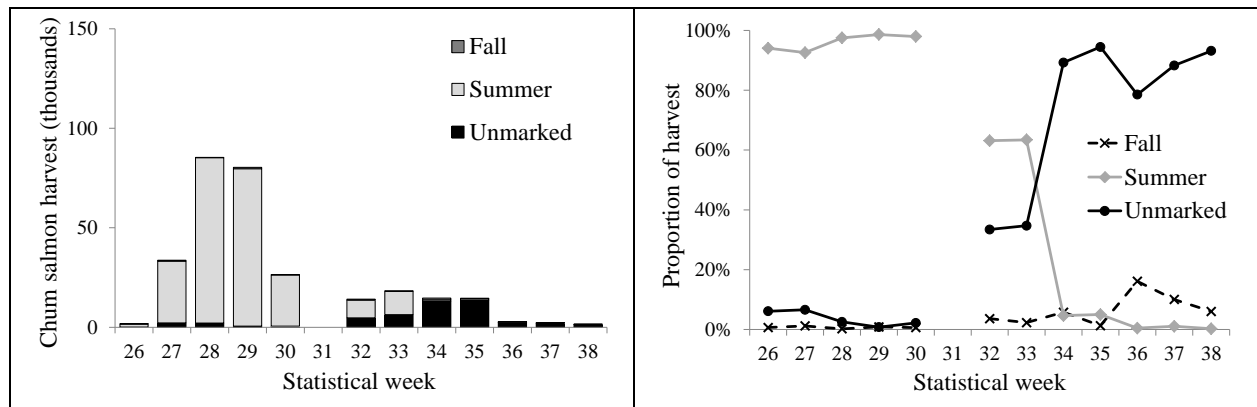 Chum salmon harvest (thousands)
150
100
50
0
Fall
Summer
Unmarked
26 27 28 29 30 31 32 33 34 35 36 37 38
Statistical week
Proportion of harvest
100%
80%
60%
40%
20%
0%
Fall
Summer
Unmarked
26 27 28 29 30 31 32 33 34 35 36 37 38
Statistical week